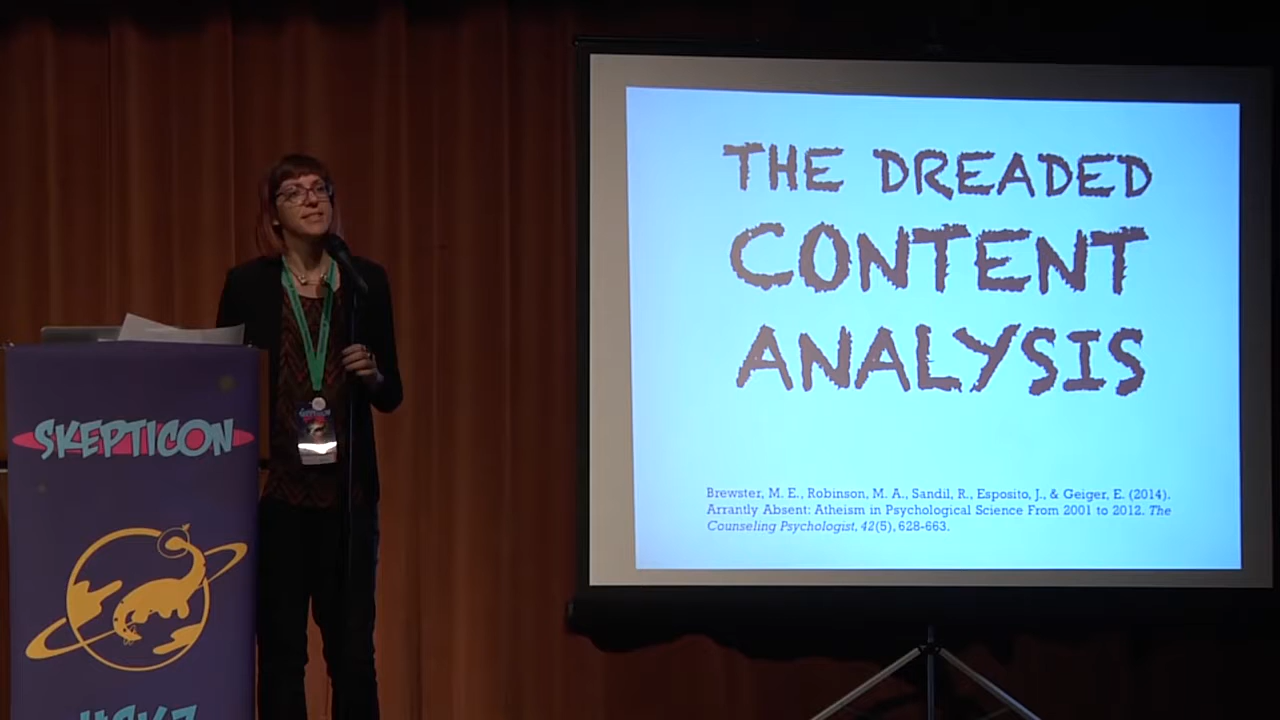 THE DREADED
CONTENT
ANALYSIS
Brewster, M. E., Robinson, M. A., Sandil, R., Esposito, J., & Geiger, E. (2014).
Arrantly Absent: Atheism in Psychological Science From 2001 to 2012. The
Counseling Psychologist, 42(5), 628-663.
SKEPTICON